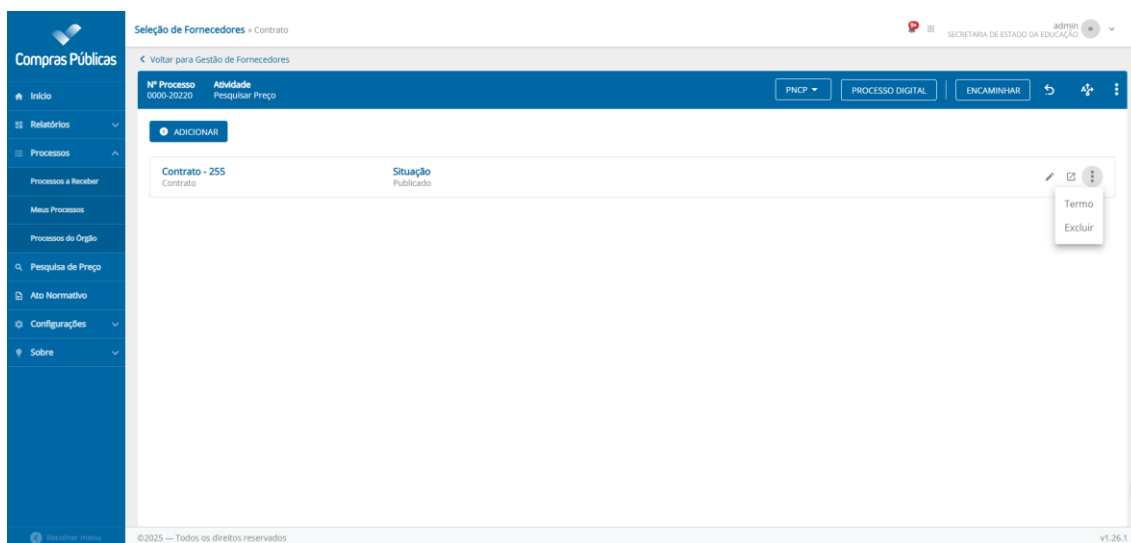 Compras Públicas
Início
Relatórios
Processos
Processos a Receber
Meus Processos
Processos do Órgão
Pesquisa de Preço
Ato Normativo
Configurações
Sobre
Recolher menu
Seleção de Fornecedores » Contrato
9+
admin
SECRETARIA DE ESTADO DA EDUCAÇÃO
Voltar para Gestão de Fornecedores
Nº Processo Atividade
0000-20220 Pesquisar Preço
PNCP PROCESSO DIGITAL ENCAMINHAR
ADICIONAR
Contrato - 255 Situação
Contrato Publicado
Termo
Excluir
©2025 — Todos os direitos reservados v1.26.1